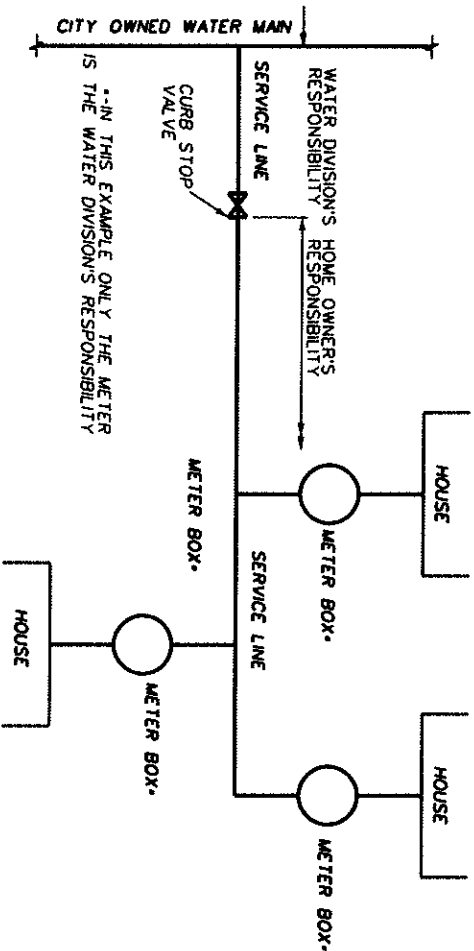 CITY OWNED WATER MAIN
WATER DIVISION'S
RESPONSIBILITY
HOME OWNER'S
RESPONSIBILITY
SERVICE LINE
CURB STOP
VALVE
*-IN THIS EXAMPLE ONLY THE METER
IS THE WATER DIVISION'S RESPONSIBILITY
HOUSE
METER BOX*
METER BOX*
SERVICE LINE
HOUSE
METER BOX*
HOUSE
METER BOX*